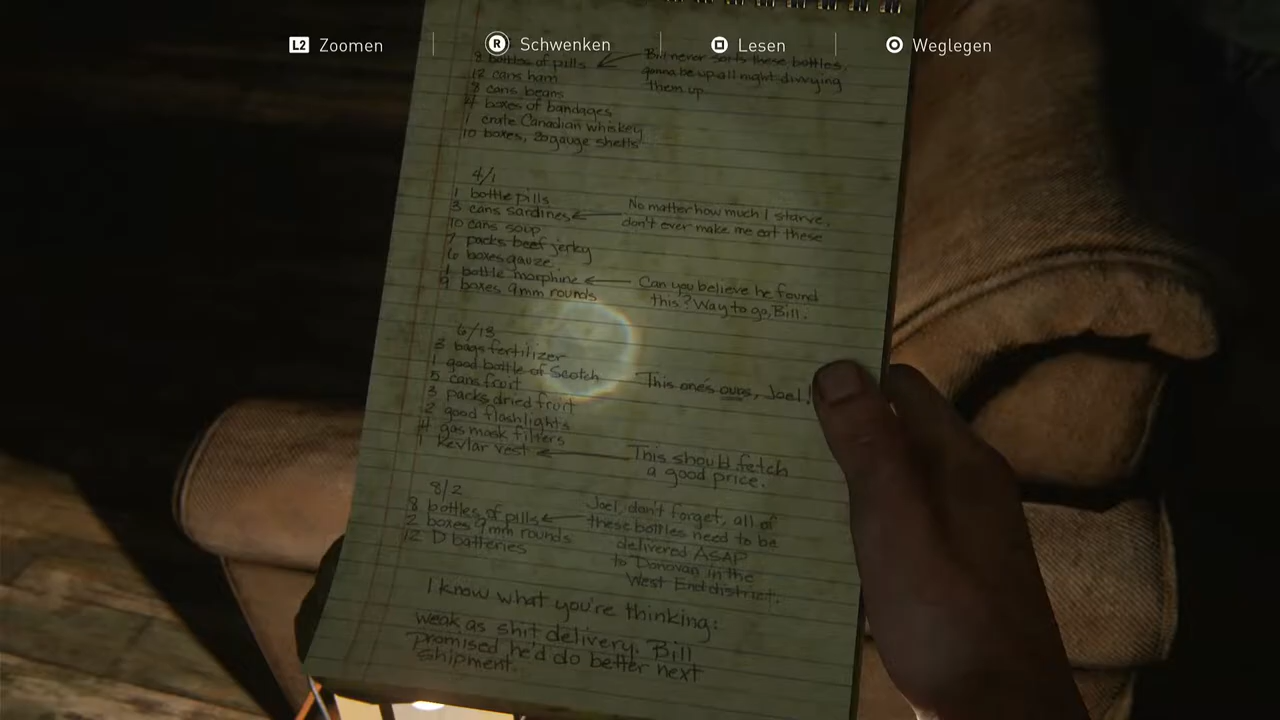 L2 Zoomen R Schwenken Lesen Weglegen
8 bottles of pills Bill never sorts these bottles,
12 cans ham gonna be up all night divvying
8 cans beans them up.
4 boxes of bandages
1 crate Canadian whiskey
10 boxes, 20 gauge shells
4/1
1 bottle pills No matter how much I starve,
3 cans sardines don't ever make me eat these
10 cans soup
7 packs beef jerky
6 boxes gauze
1 bottle morphine Can you believe he found
9 boxes 9mm rounds this? Way to go, Bill.
6/13
3 bags fertilizer
1 good bottle of Scotch This one's ours, Joel!
5 cans fruit
3 packs dried fruit
2 good flashlights
4 gas mask filters
1 Kevlar vest This should fetch
a good price.
8/2
8 bottles of pills Joel, don't forget, all of
2 boxes 9mm rounds these bottles need to be
12 D batteries delivered ASAP
to Donovan in the
West End district.
I know what you're thinking:
weak as shit delivery. Bill
promised he'd do better next
shipment.